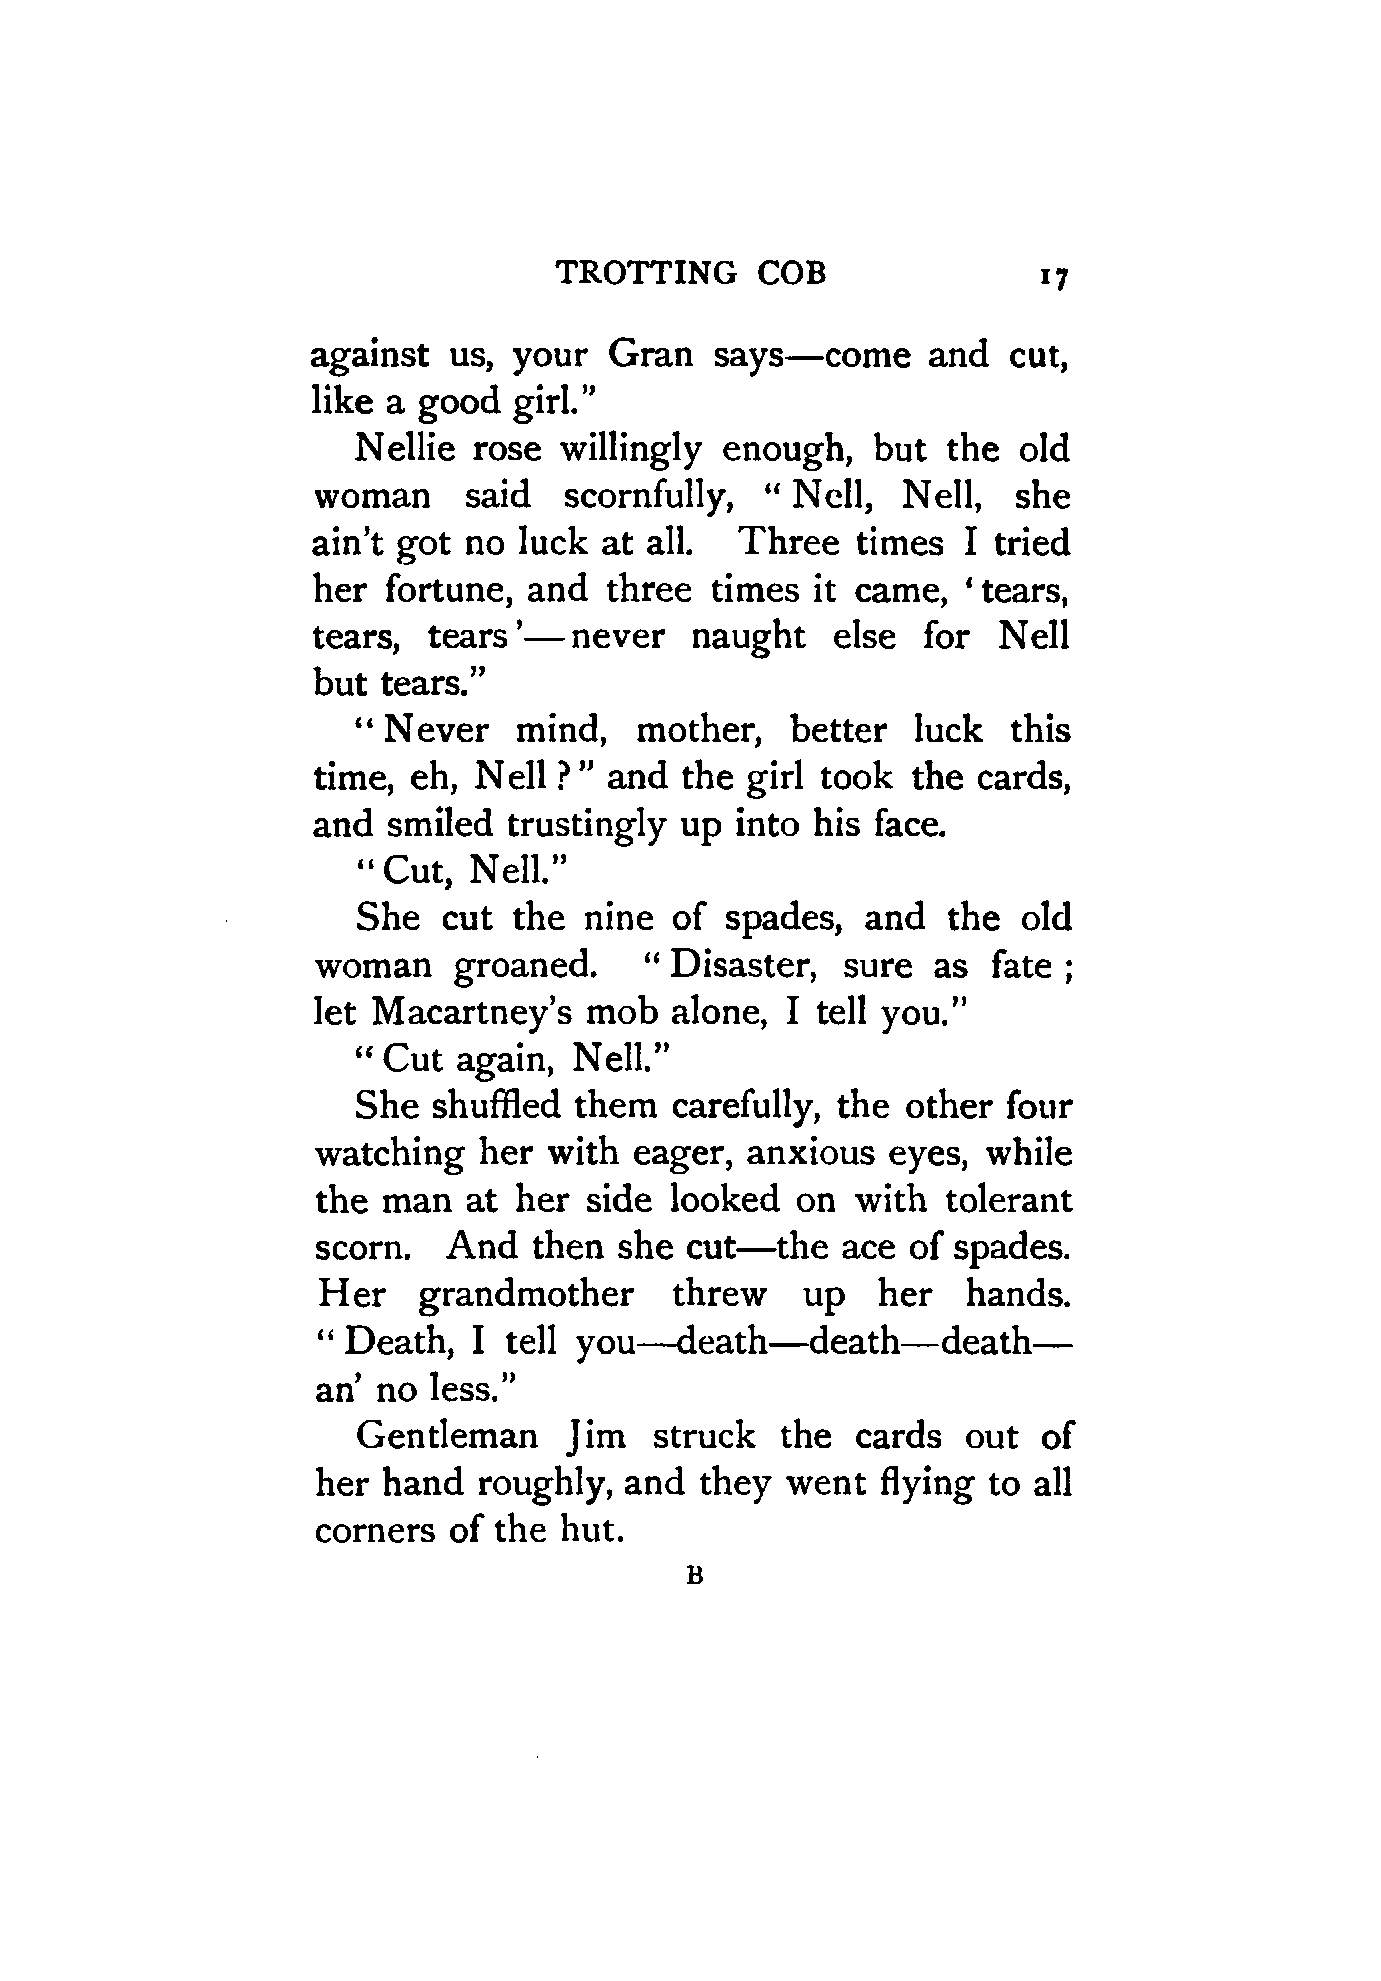 TROTTING COB 17
against us, your Gran says—come and cut,
like a good girl."
Nellie rose willingly enough, but the old
woman said scornfully, "Nell, Nell, she
ain't got no luck at all. Three times I tried
her fortune, and three times it came, 'tears,
tears, tears'—never naught else for Nell
but tears."
"Never mind, mother, better luck this
time, eh, Nell?" and the girl took the cards,
and smiled trustingly up into his face.
"Cut, Nell."
She cut the nine of spades, and the old
woman groaned. "Disaster, sure as fate;
let Macartney's mob alone, I tell you."
"Cut again, Nell."
She shuffled them carefully, the other four
watching her with eager, anxious eyes, while
the man at her side looked on with tolerant
scorn. And then she cut—the ace of spades.
Her grandmother threw up her hands.
"Death, I tell you—death—death—death—
an' no less."
Gentleman Jim struck the cards out of
her hand roughly, and they went flying to all
corners of the hut.
B